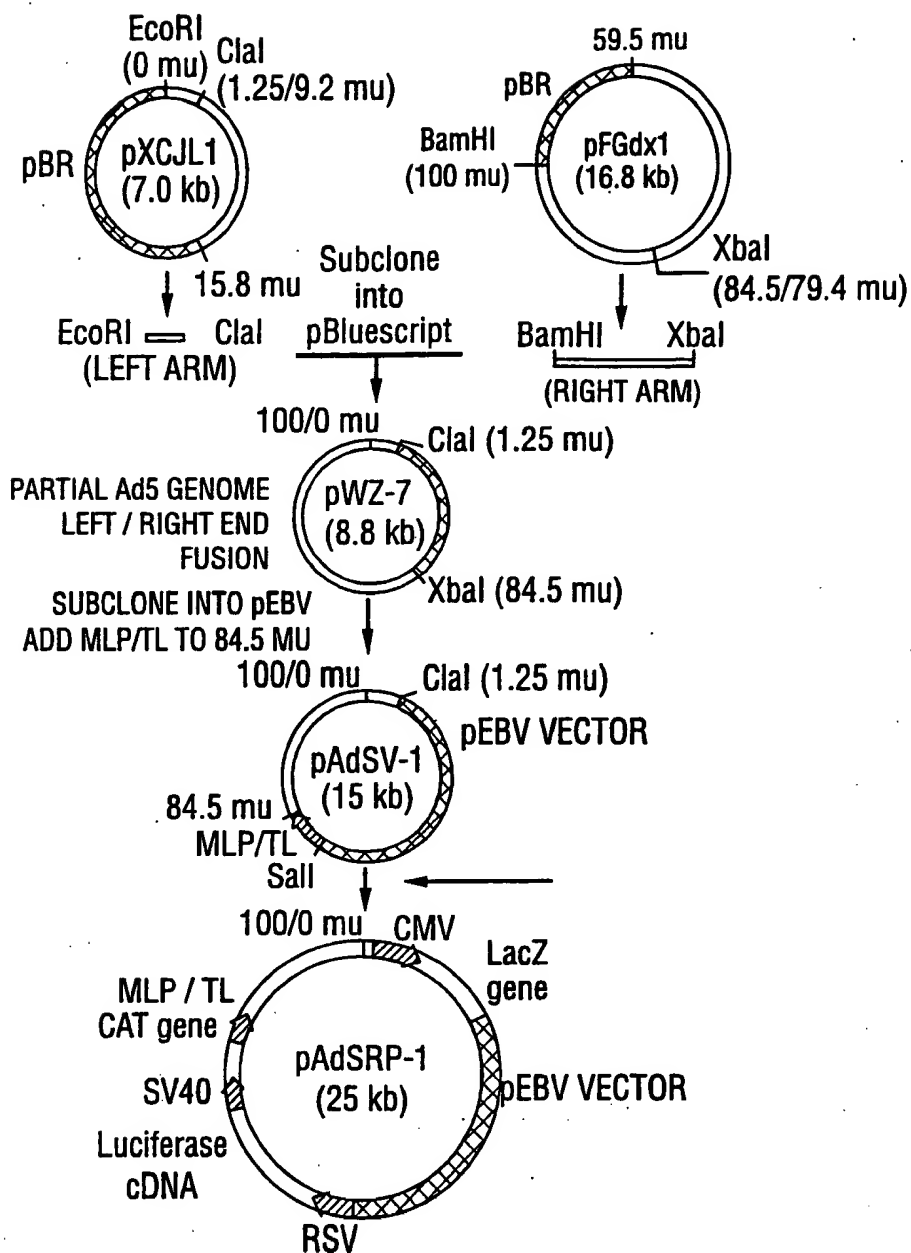 EcoRI
(0 mu)
ClaI
(1.25/9.2 mu)
pBR
pXCJL1
(7.0 kb)
15.8 mu
EcoRI
ClaI
(LEFT ARM)
59.5 mu
pBR
BamHI
(100 mu)
pFGdx1
(16.8 kb)
XbaI
(84.5/79.4 mu)
BamHI
XbaI
(RIGHT ARM)
Subclone
into
pBluescript
100/0 mu
ClaI (1.25 mu)
pWZ-7
(8.8 kb)
PARTIAL Ad5 GENOME
LEFT / RIGHT END
FUSION
XbaI (84.5 mu)
SUBCLONE INTO pEBV
ADD MLP/TL TO 84.5 MU
100/0 mu
ClaI (1.25 mu)
pEBV VECTOR
pAdSV-1
(15 kb)
84.5 mu
MLP/TL
SalI
100/0 mu
CMV
LacZ
gene
MLP / TL
CAT gene
pAdSRP-1
(25 kb)
pEBV VECTOR
SV40
Luciferase
cDNA
RSV